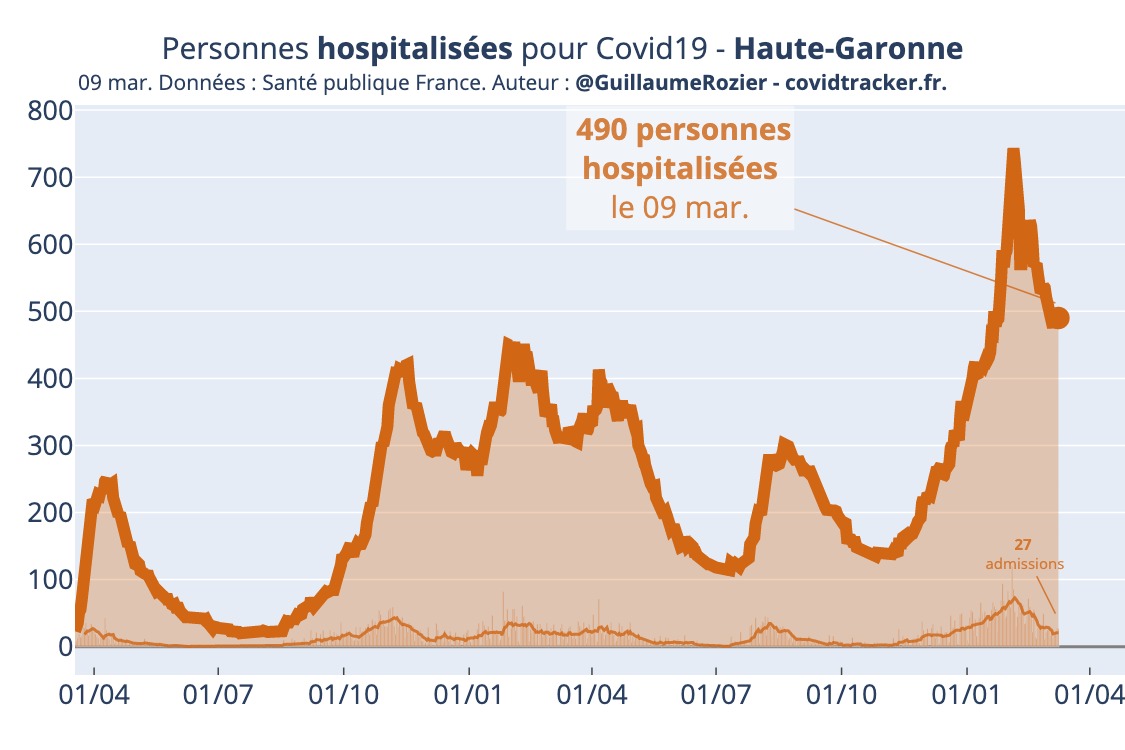 Personnes hospitalisées pour Covid19 - Haute-Garonne
09 mar. Données : Santé publique France. Auteur : @GuillaumeRozier - covidtracker.fr.
800
490 personnes
hospitalisées
le 09 mar.
700
600
500
400
300
200
27
admissions
100
0
01/04 01/07 01/10 01/01 01/04 01/07 01/10 01/01 01/04